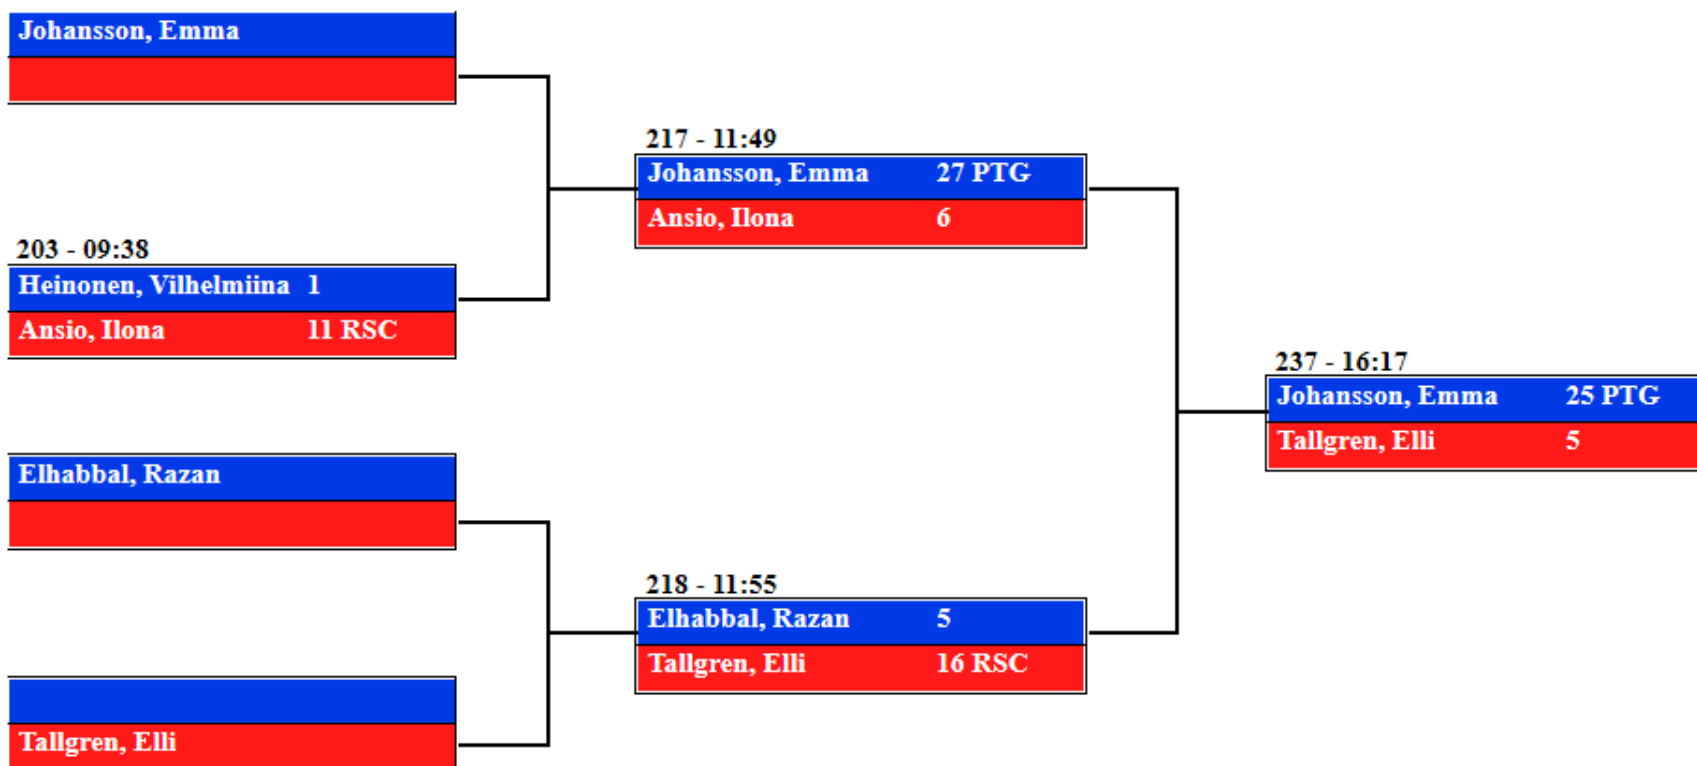 Johansson, Emma
217 - 11:49
Johansson, Emma 27 PTG
Ansio, Ilona 6
203 - 09:38
Heinonen, Vilhelmiina 1
Ansio, Ilona 11 RSC
237 - 16:17
Johansson, Emma 25 PTG
Tallgren, Elli 5
Elhabbal, Razan
218 - 11:55
Elhabbal, Razan 5
Tallgren, Elli 16 RSC
Tallgren, Elli